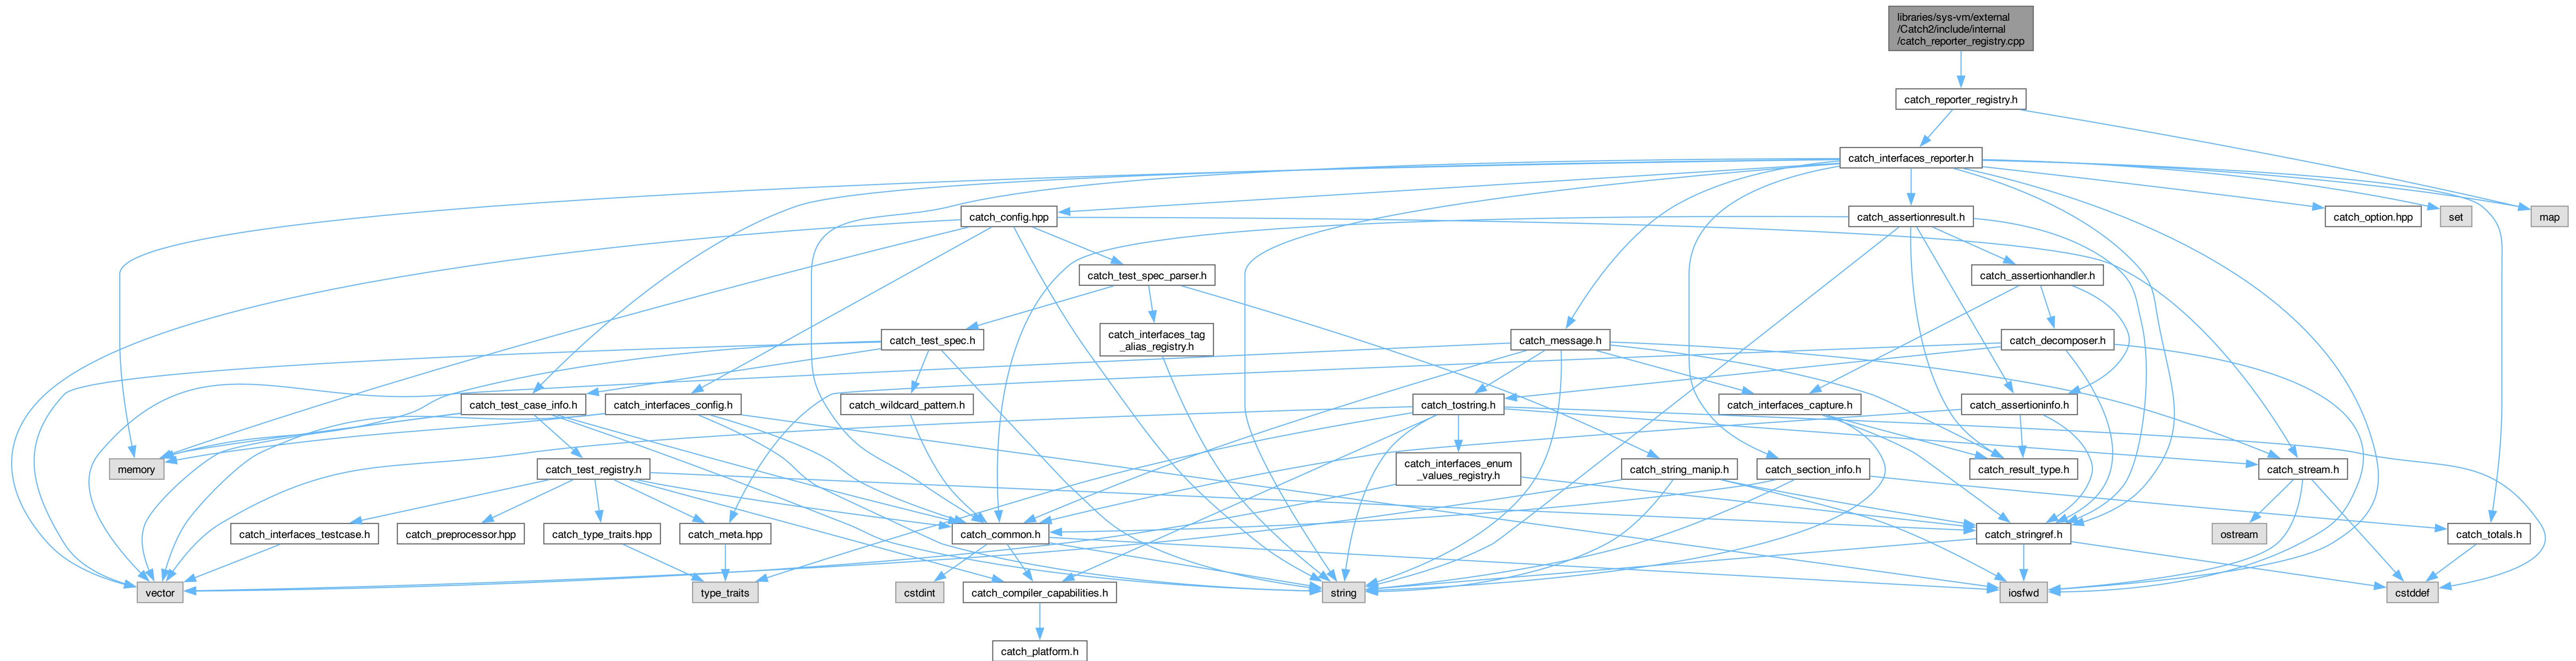 libraries/sys-vm/external
/Catch2/include/internal
/catch_reporter_registry.cpp
catch_reporter_registry.h
catch_interfaces_reporter.h
catch_config.hpp
catch_assertionresult.h
catch_option.hpp
set
map
catch_test_spec_parser.h
catch_assertionhandler.h
catch_test_spec.h
catch_interfaces_tag
_alias_registry.h
catch_message.h
catch_decomposer.h
catch_test_case_info.h
catch_interfaces_config.h
catch_wildcard_pattern.h
catch_tostring.h
catch_interfaces_capture.h
catch_assertioninfo.h
memory
catch_test_registry.h
catch_interfaces_enum
_values_registry.h
catch_string_manip.h
catch_section_info.h
catch_result_type.h
catch_stream.h
catch_interfaces_testcase.h
catch_preprocessor.hpp
catch_type_traits.hpp
catch_meta.hpp
catch_common.h
catch_stringref.h
ostream
catch_totals.h
vector
type_traits
cstdint
catch_compiler_capabilities.h
string
iosfwd
cstddef
catch_platform.h